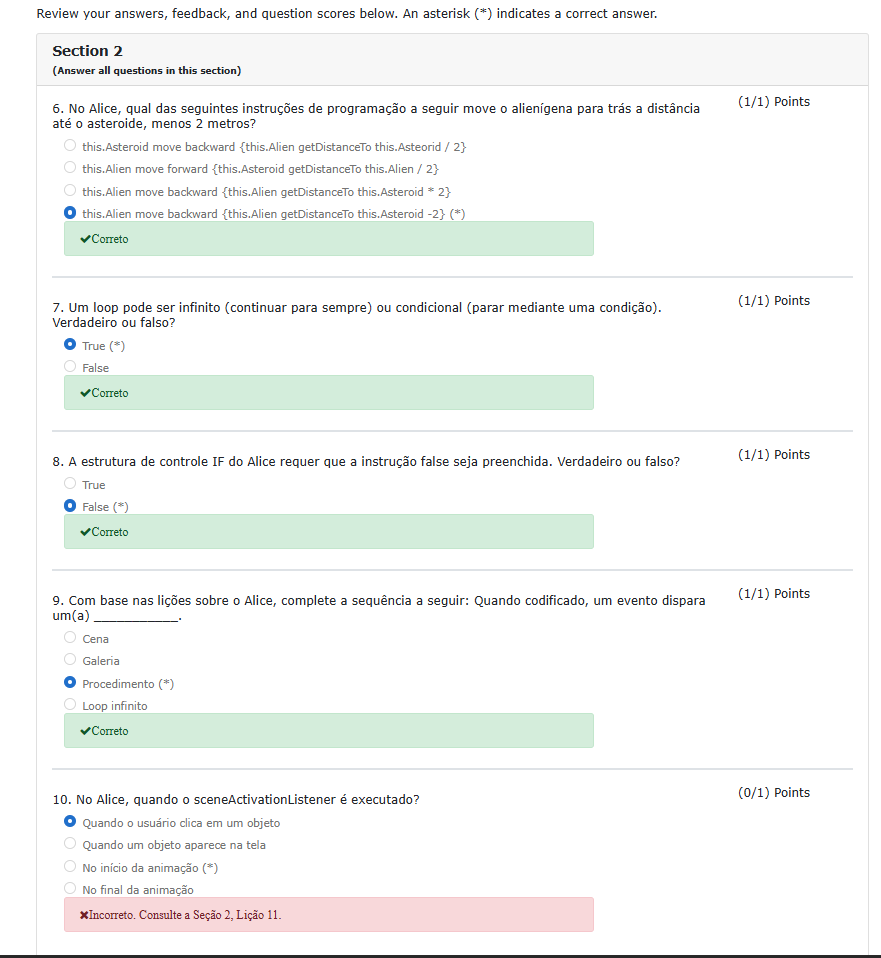 Review your answers, feedback, and question scores below. An asterisk (*) indicates a correct answer.
Section 2
(Answer all questions in this section)
6. No Alice, qual das seguintes instruções de programação a seguir move o alienígena para trás a distância
até o asteroide, menos 2 metros?
(1/1) Points
this.Asteroid move backward {this.Alien getDistanceTo this.Asteorid / 2}
this.Alien move forward {this.Asteroid getDistanceTo this.Alien / 2}
this.Alien move backward {this.Alien getDistanceTo this.Asteroid * 2}
this.Alien move backward {this.Alien getDistanceTo this.Asteroid -2} (*)
✔Correto
7. Um loop pode ser infinito (continuar para sempre) ou condicional (parar mediante uma condição).
Verdadeiro ou falso?
(1/1) Points
True (*)
False
✔Correto
8. A estrutura de controle IF do Alice requer que a instrução false seja preenchida. Verdadeiro ou falso?
(1/1) Points
True
False (*)
✔Correto
9. Com base nas lições sobre o Alice, complete a sequência a seguir: Quando codificado, um evento dispara
um(a) ___________.
(1/1) Points
Cena
Galeria
Procedimento (*)
Loop infinito
✔Correto
10. No Alice, quando o sceneActivationListener é executado?
(0/1) Points
Quando o usuário clica em um objeto
Quando um objeto aparece na tela
No início da animação (*)
No final da animação
✖Incorreto. Consulte a Seção 2, Lição 11.